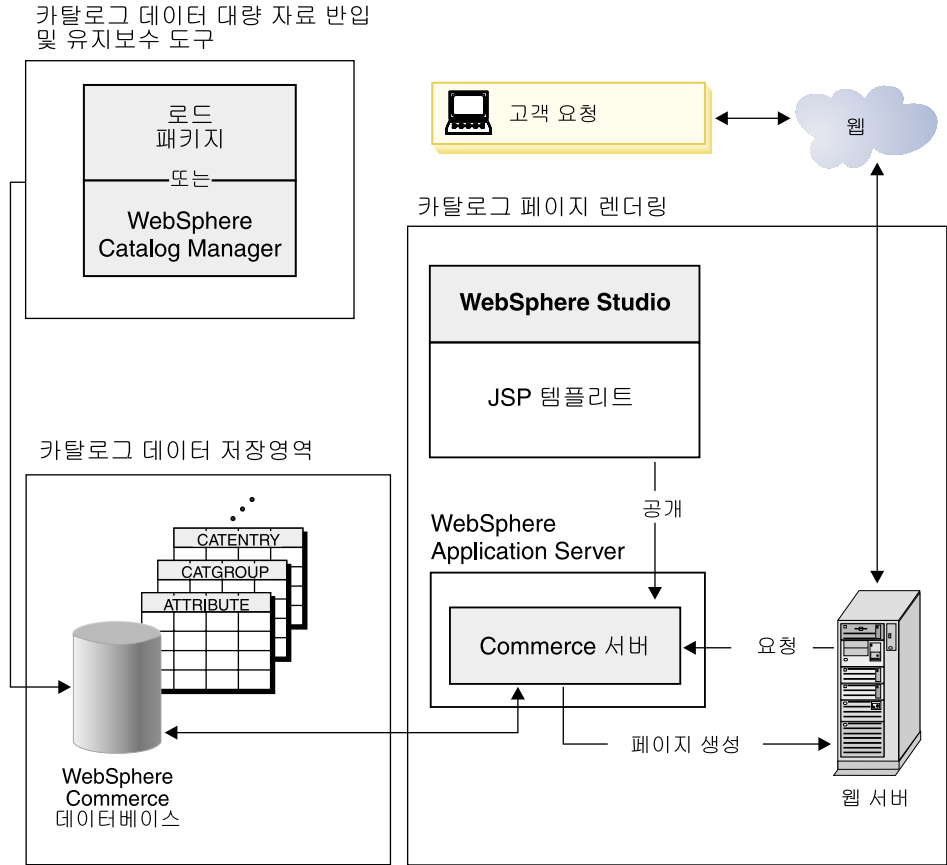 카탈로그 데이터 대량 자료 반입
및 유지보수 도구
로드
패키지
또는
WebSphere
Catalog Manager
고객 요청
웹
카탈로그 페이지 렌더링
WebSphere Studio
JSP 템플리트
공개
WebSphere
Application Server
Commerce 서버
요청
페이지 생성
웹 서버
카탈로그 데이터 저장영역
CATENTRY
CATGROUP
ATTRIBUTE
WebSphere
Commerce
데이터베이스